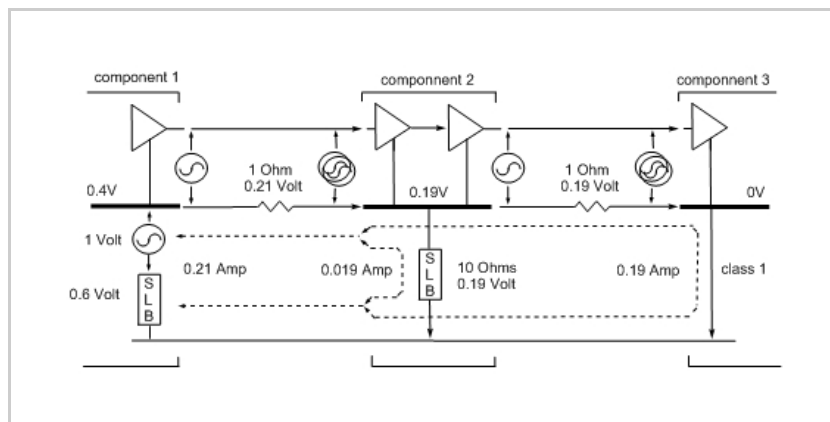 component 1
componnent 2
componnent 3
1 Ohm
0.21 Volt
1 Ohm
0.19 Volt
0.4V
0.19V
0V
1 Volt
0.21 Amp
0.019 Amp
S
L
B
10 Ohms
0.19 Volt
0.19 Amp
class 1
0.6 Volt
S
L
B